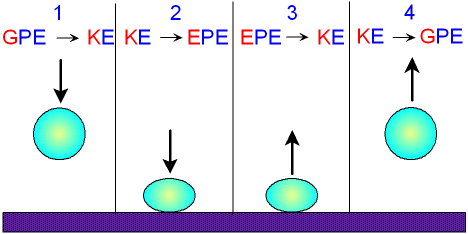 1 2 3 4
GPE → KE KE → EPE EPE → KE KE → GPE